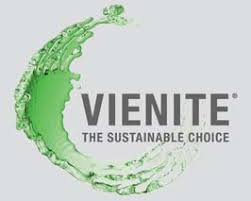 VIENITE®
THE SUSTAINABLE CHOICE